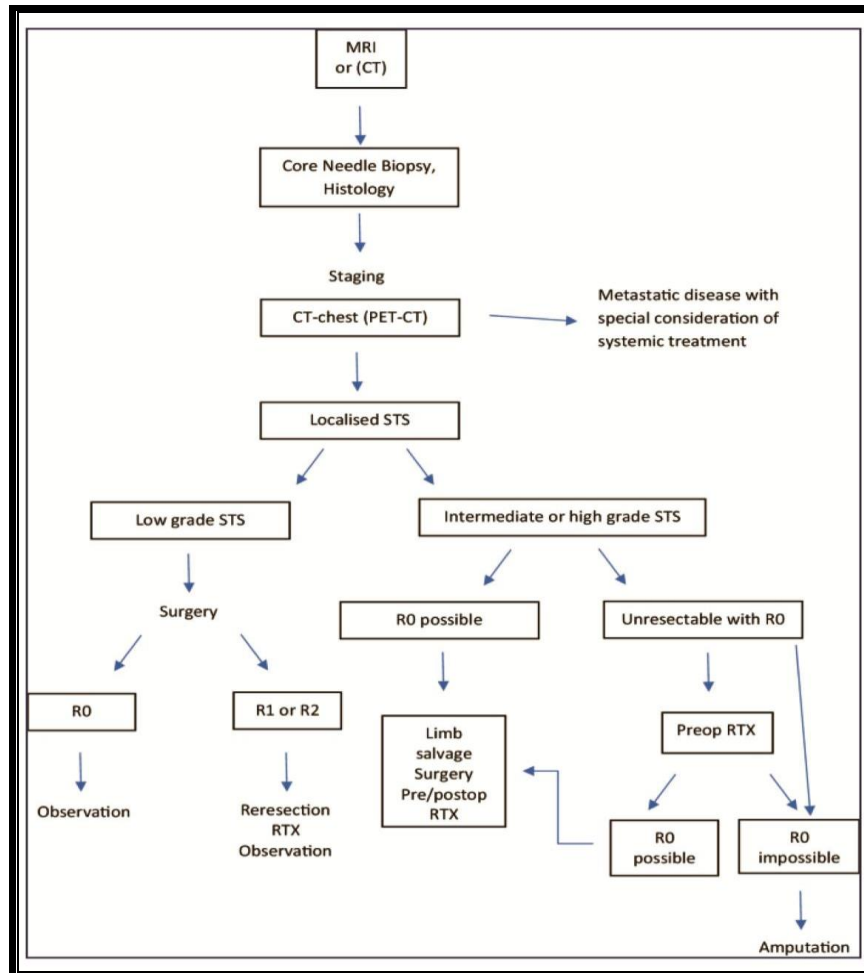 MRI
or (CT)
Core Needle Biopsy,
Histology
Staging
CT-chest (PET-CT)
Metastatic disease with
special consideration of
systemic treatment
Localised STS
Low grade STS
Intermediate or high grade STS
Surgery
R0 possible
Unresectable with R0
R0
R1 or R2
Limb
salvage
Surgery
Pre/postop
RTX
Preop RTX
Observation
Reresection
RTX
Observation
R0
possible
R0
impossible
Amputation